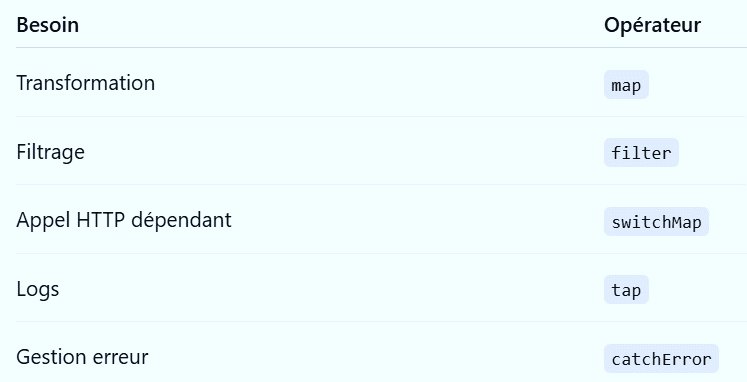 Besoin Opérateur
Transformation map
Filtrage filter
Appel HTTP dépendant switchMap
Logs tap
Gestion erreur catchError